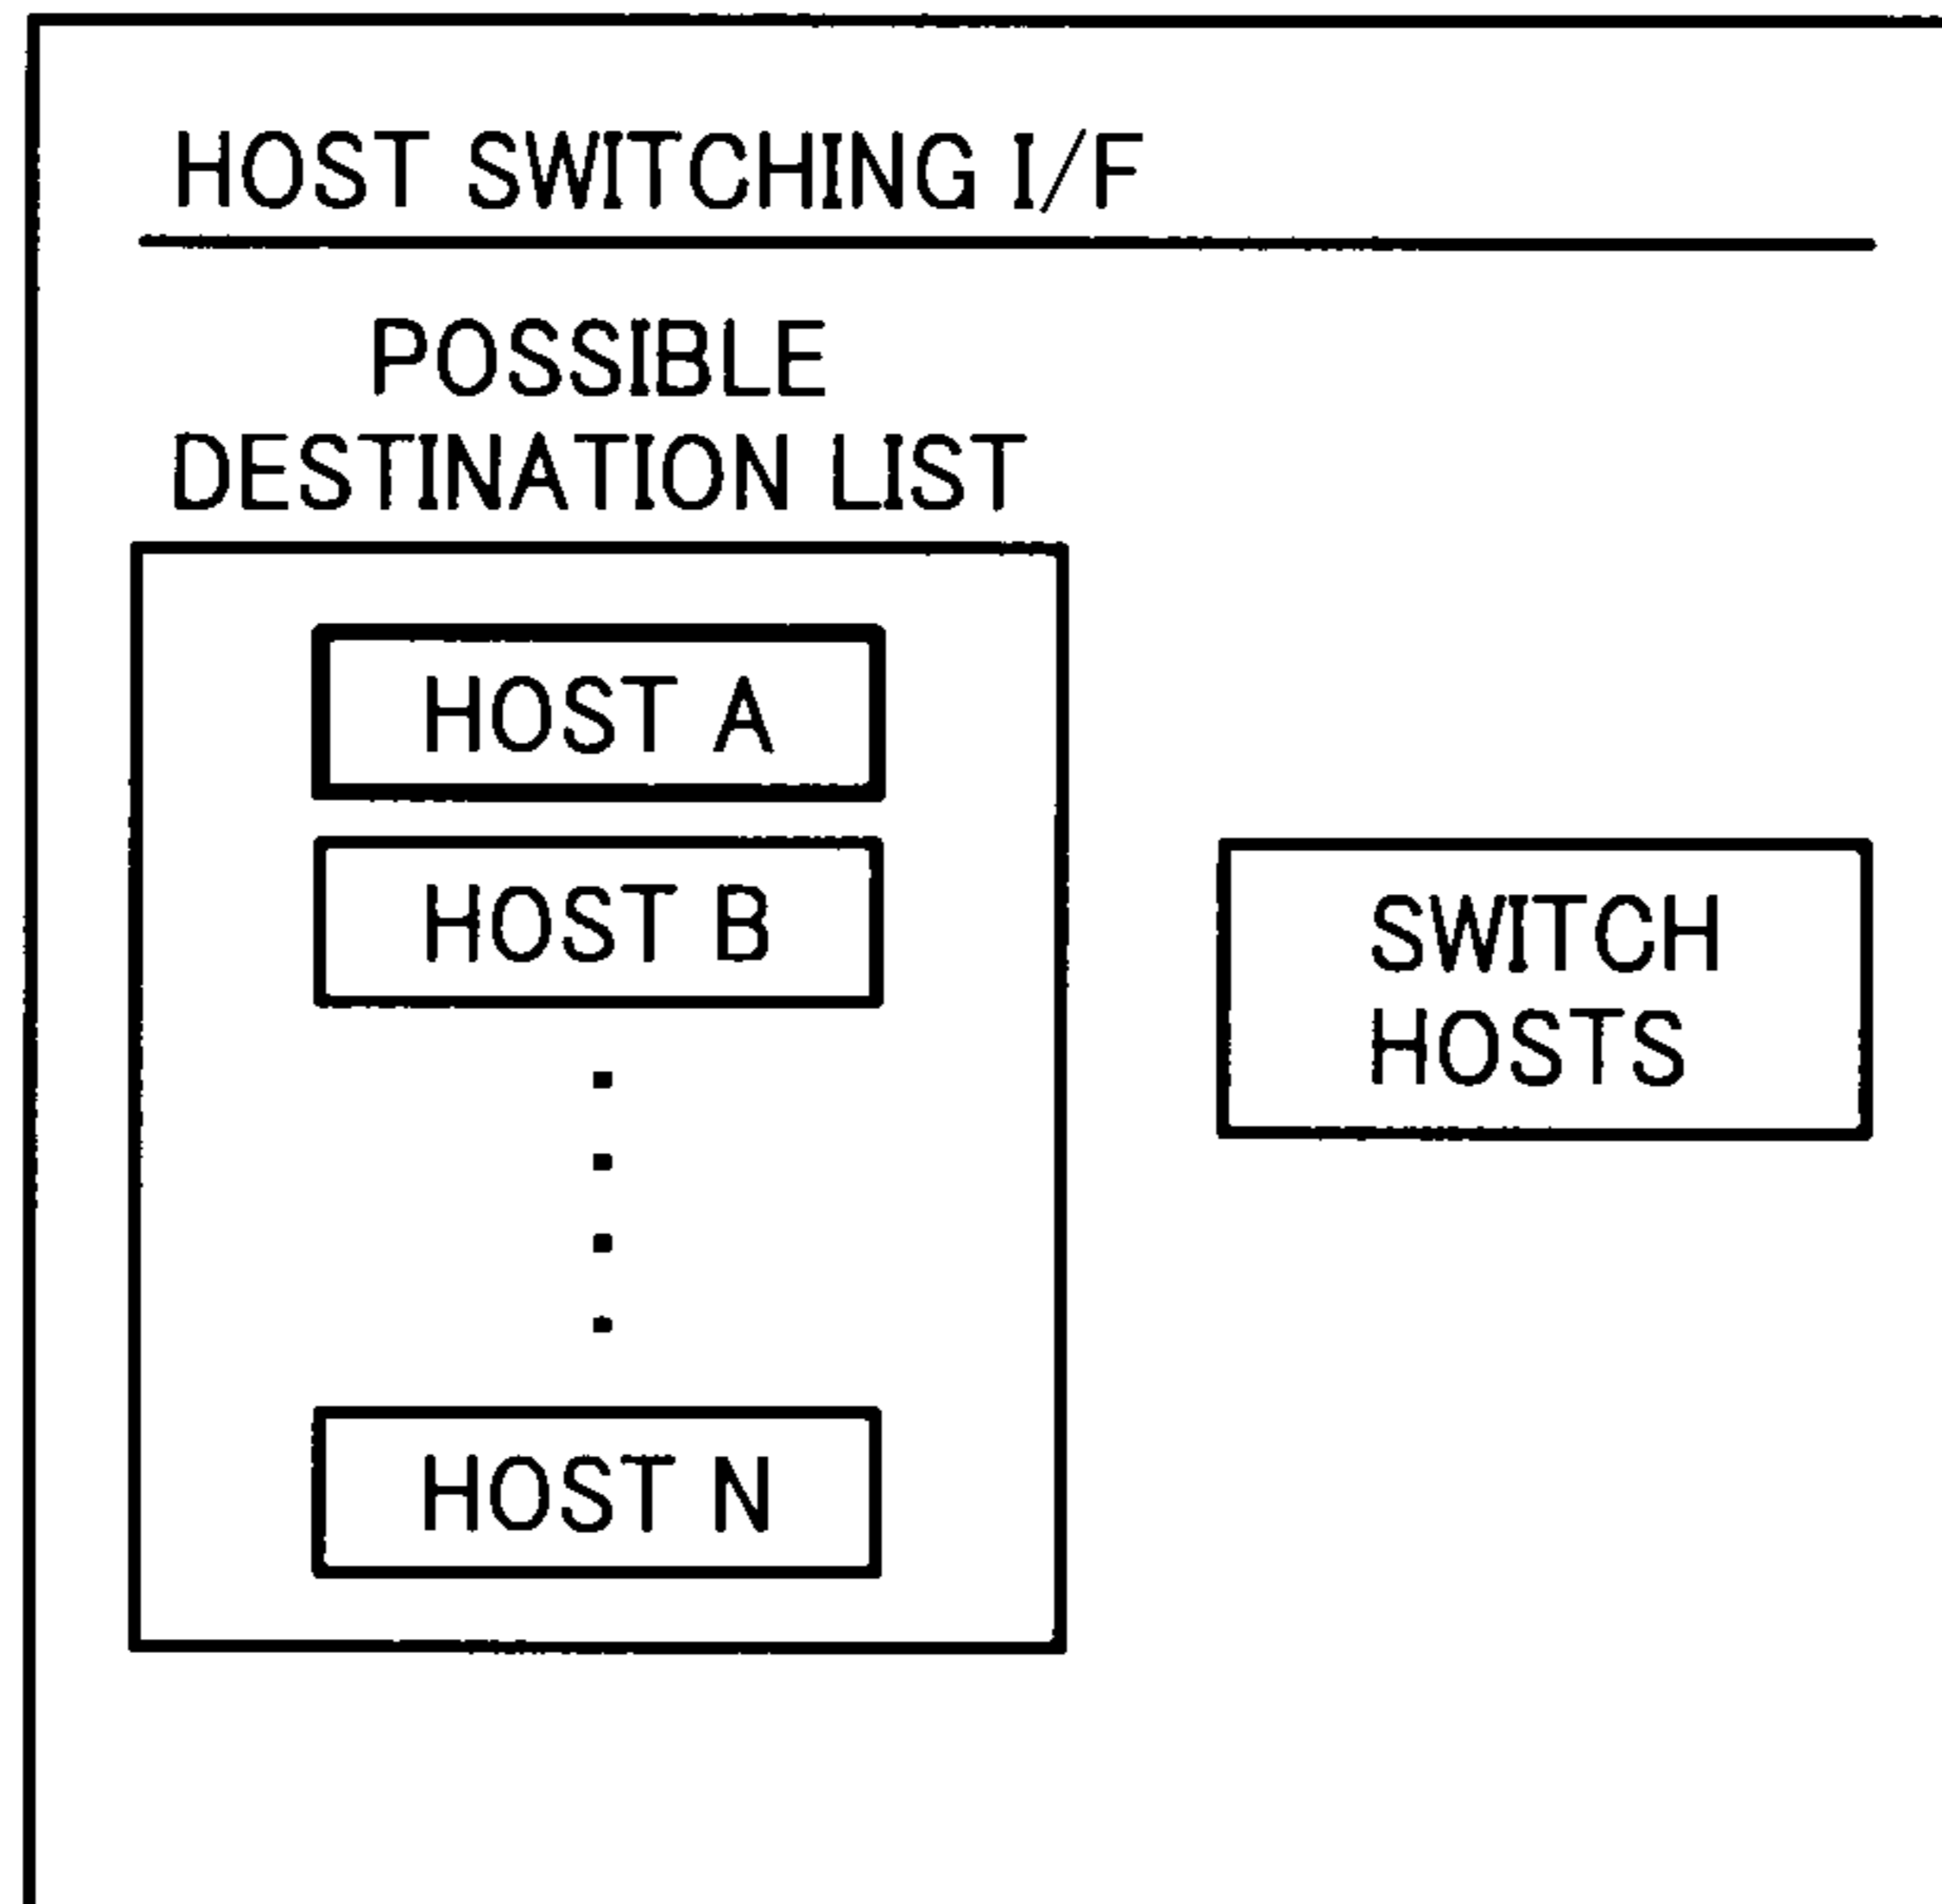 HOST SWITCHING I/F
POSSIBLE
DESTINATION LIST
HOST A
HOST B
HOST N
SWITCH
HOSTS